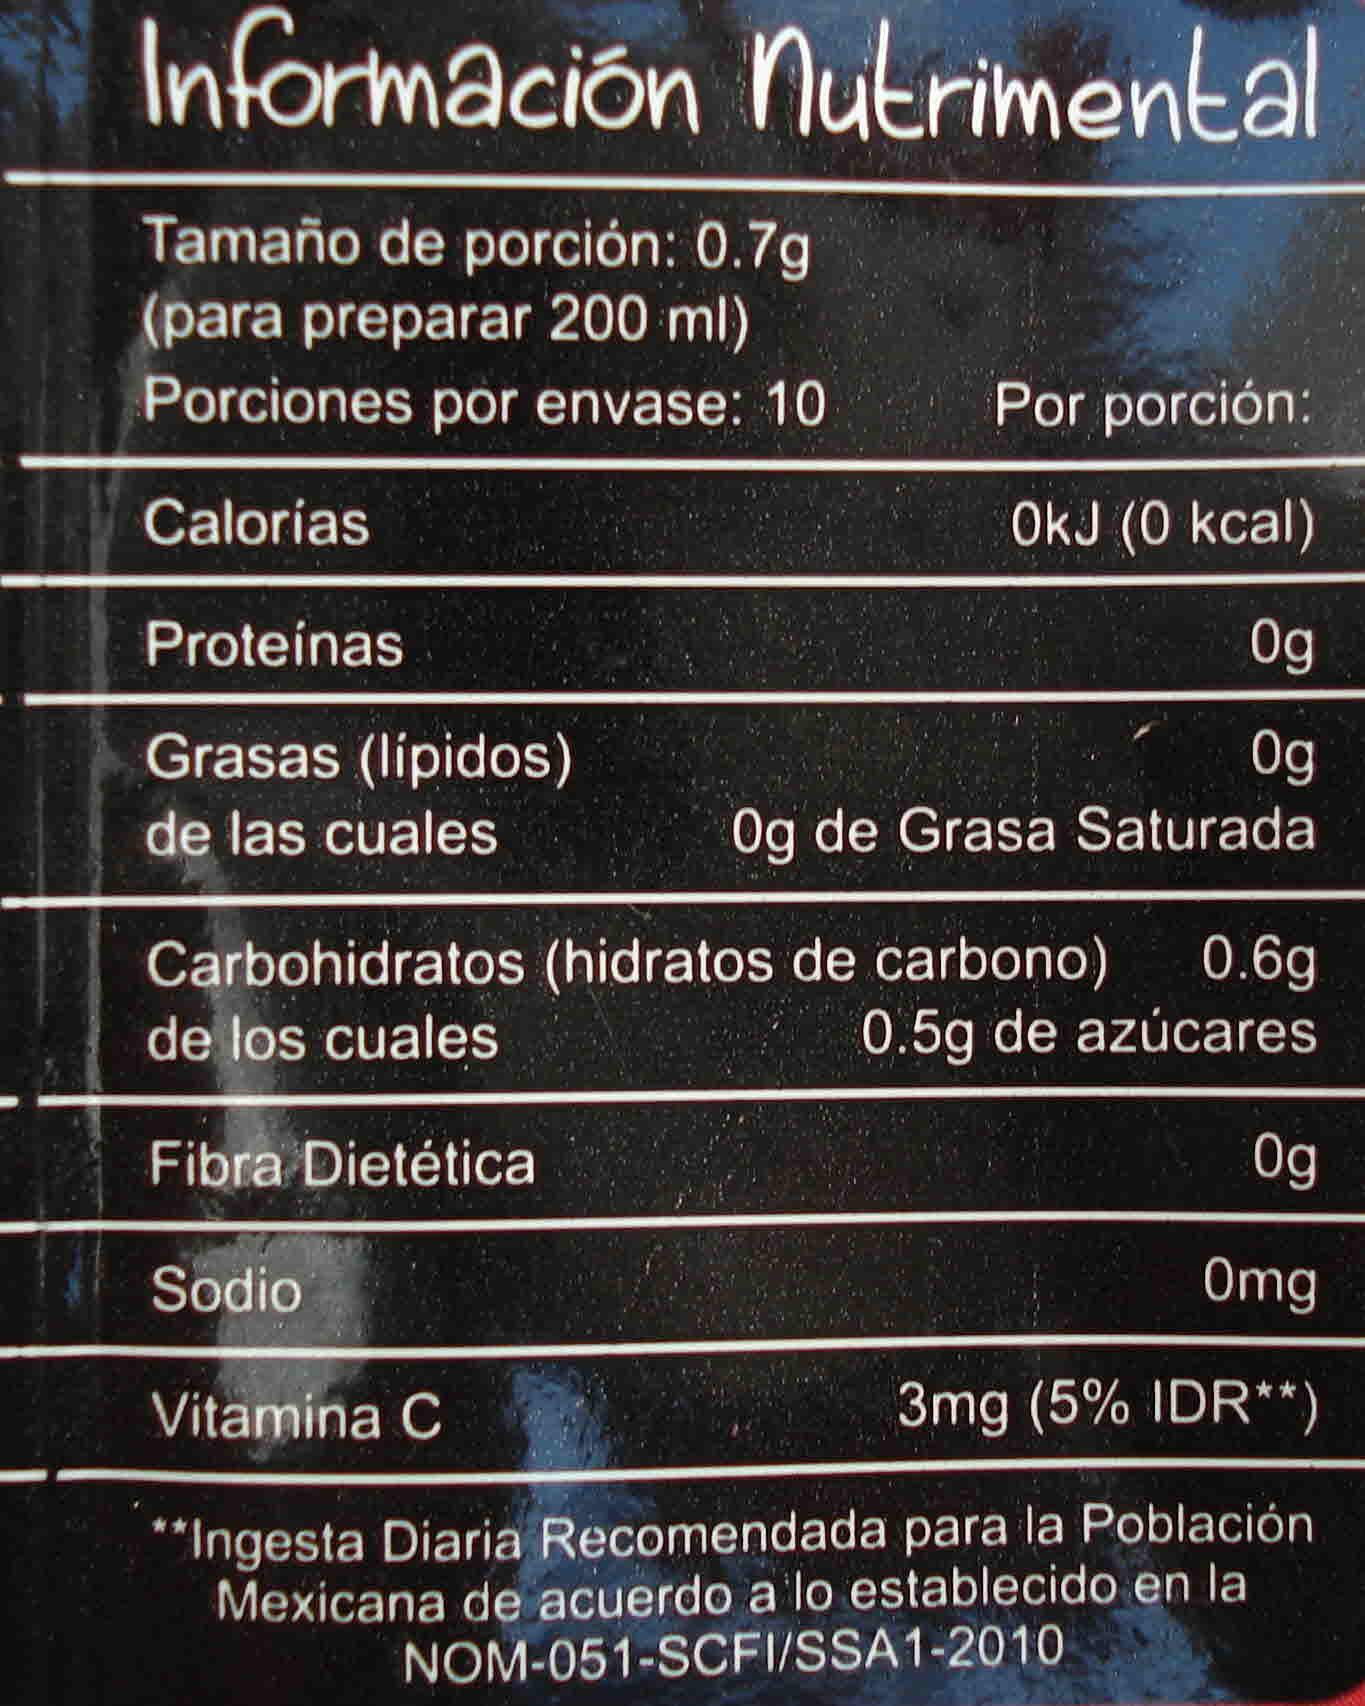 Información Nutrimental
Tamaño de porción: 0.7g
(para preparar 200 ml)
Porciones por envase: 10 Por porción:
Calorías 0kJ (0 kcal)
Proteínas 0g
Grasas (lípidos) 0g
de las cuales 0g de Grasa Saturada
Carbohidratos (hidratos de carbono) 0.6g
de los cuales 0.5g de azúcares
Fibra Dietética 0g
Sodio 0mg
Vitamina C 3mg (5% IDR**)
**Ingesta Diaria Recomendada para la Población
Mexicana de acuerdo a lo establecido en la
NOM-051-SCFI/SSA1-2010